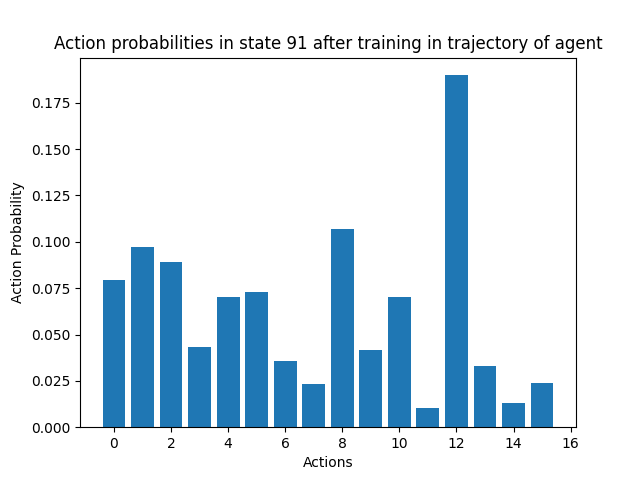 Action probabilities in state 91 after training in trajectory of agent
0.175
0.150
0.125
0.100
0.075
0.050
0.025
0.000
Action Probability
0 2 4 6 8 10 12 14 16
Actions